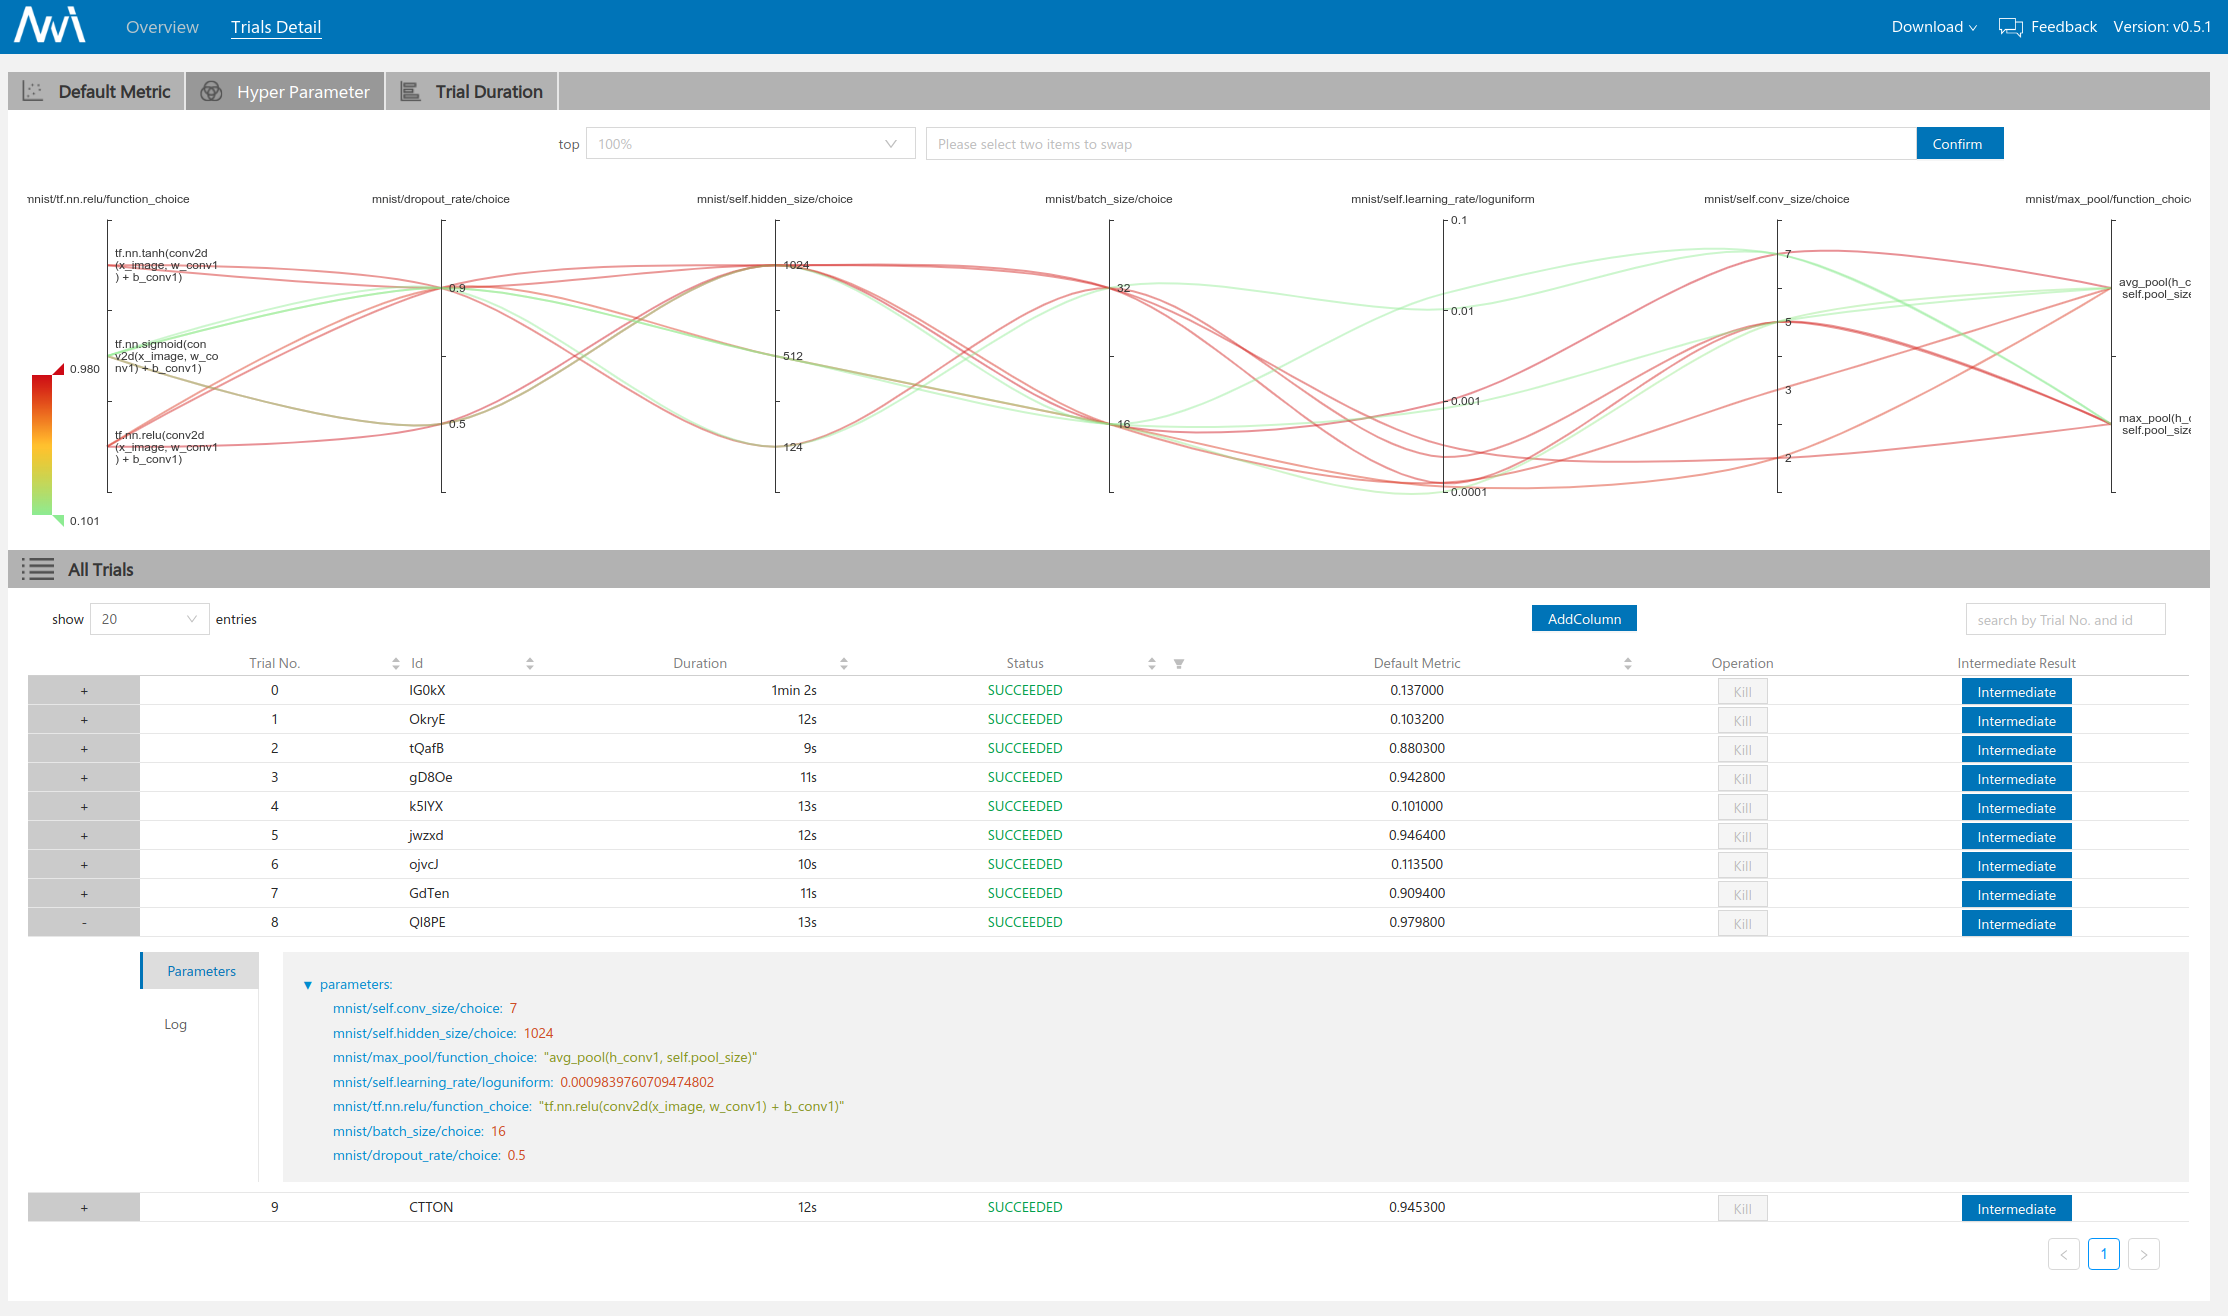 Overview
Trials Detail
Download
Feedback
Version: v0.5.1
Default Metric
Hyper Parameter
Trial Duration
top
100%
Please select two items to swap
Confirm
mnist/tf.nn.relu/function_choice
mnist/dropout_rate/choice
mnist/self.hidden_size/choice
mnist/batch_size/choice
mnist/self.learning_rate/loguniform
mnist/self.conv_size/choice
mnist/max_pool/function_choic
tf.nn.tanh(conv2d
(x_image, w_conv1
) + b_conv1)
tf.nn.sigmoid(con
v2d(x_image, w_co
nv1) + b_conv1)
tf.nn.relu(conv2d
(x_image, w_conv1
) + b_conv1)
0.980
0.101
0.9
0.5
1024
512
124
32
16
0.1
0.01
0.001
0.0001
7
5
3
2
avg_pool(h_c
self.pool_size
max_pool(h_c
self.pool_size
All Trials
show 20 entries
AddColumn
search by Trial No. and id
Trial No. Id Duration Status Default Metric Operation Intermediate Result
+ 0 IG0kX 1min 2s SUCCEEDED 0.137000 Kill Intermediate
+ 1 OkryE 12s SUCCEEDED 0.103200 Kill Intermediate
+ 2 tQafB 9s SUCCEEDED 0.880300 Kill Intermediate
+ 3 gD8Oe 11s SUCCEEDED 0.942800 Kill Intermediate
+ 4 k5lYX 13s SUCCEEDED 0.101000 Kill Intermediate
+ 5 jwzxd 12s SUCCEEDED 0.946400 Kill Intermediate
+ 6 ojvcJ 10s SUCCEEDED 0.113500 Kill Intermediate
+ 7 GdTen 11s SUCCEEDED 0.909400 Kill Intermediate
- 8 QI8PE 13s SUCCEEDED 0.979800 Kill Intermediate
Parameters
Log
▼ parameters:
mnist/self.conv_size/choice: 7
mnist/self.hidden_size/choice: 1024
mnist/max_pool/function_choice: "avg_pool(h_conv1, self.pool_size)"
mnist/self.learning_rate/loguniform: 0.0009839760709474802
mnist/tf.nn.relu/function_choice: "tf.nn.relu(conv2d(x_image, w_conv1) + b_conv1)"
mnist/batch_size/choice: 16
mnist/dropout_rate/choice: 0.5
+ 9 CTTON 12s SUCCEEDED 0.945300 Kill Intermediate
< 1 >